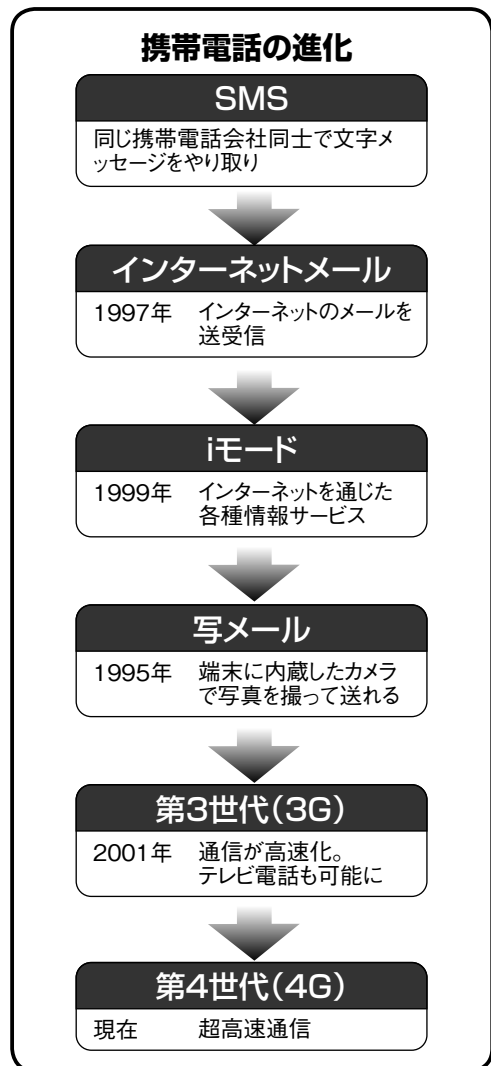 携帯電話の進化
SMS
同じ携帯電話会社同士で文字メ
ッセージをやり取り
インターネットメール
1997年 インターネットのメールを
送受信
iモード
1999年 インターネットを通じた
各種情報サービス
写メール
1995年 端末に内蔵したカメラ
で写真を撮って送れる
第3世代(3G)
2001年 通信が高速化。
テレビ電話も可能に
第4世代(4G)
現在 超高速通信